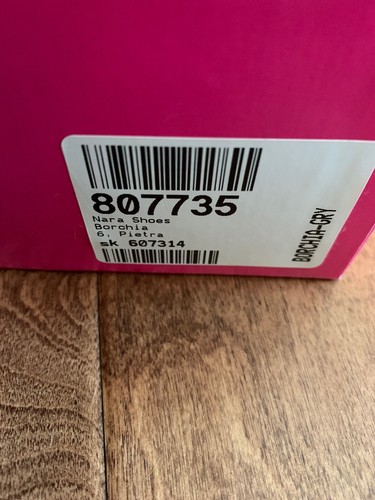 807735
Nara Shoes
Borchia
6, Pietra
sk 607314
BORCHIA-GRY